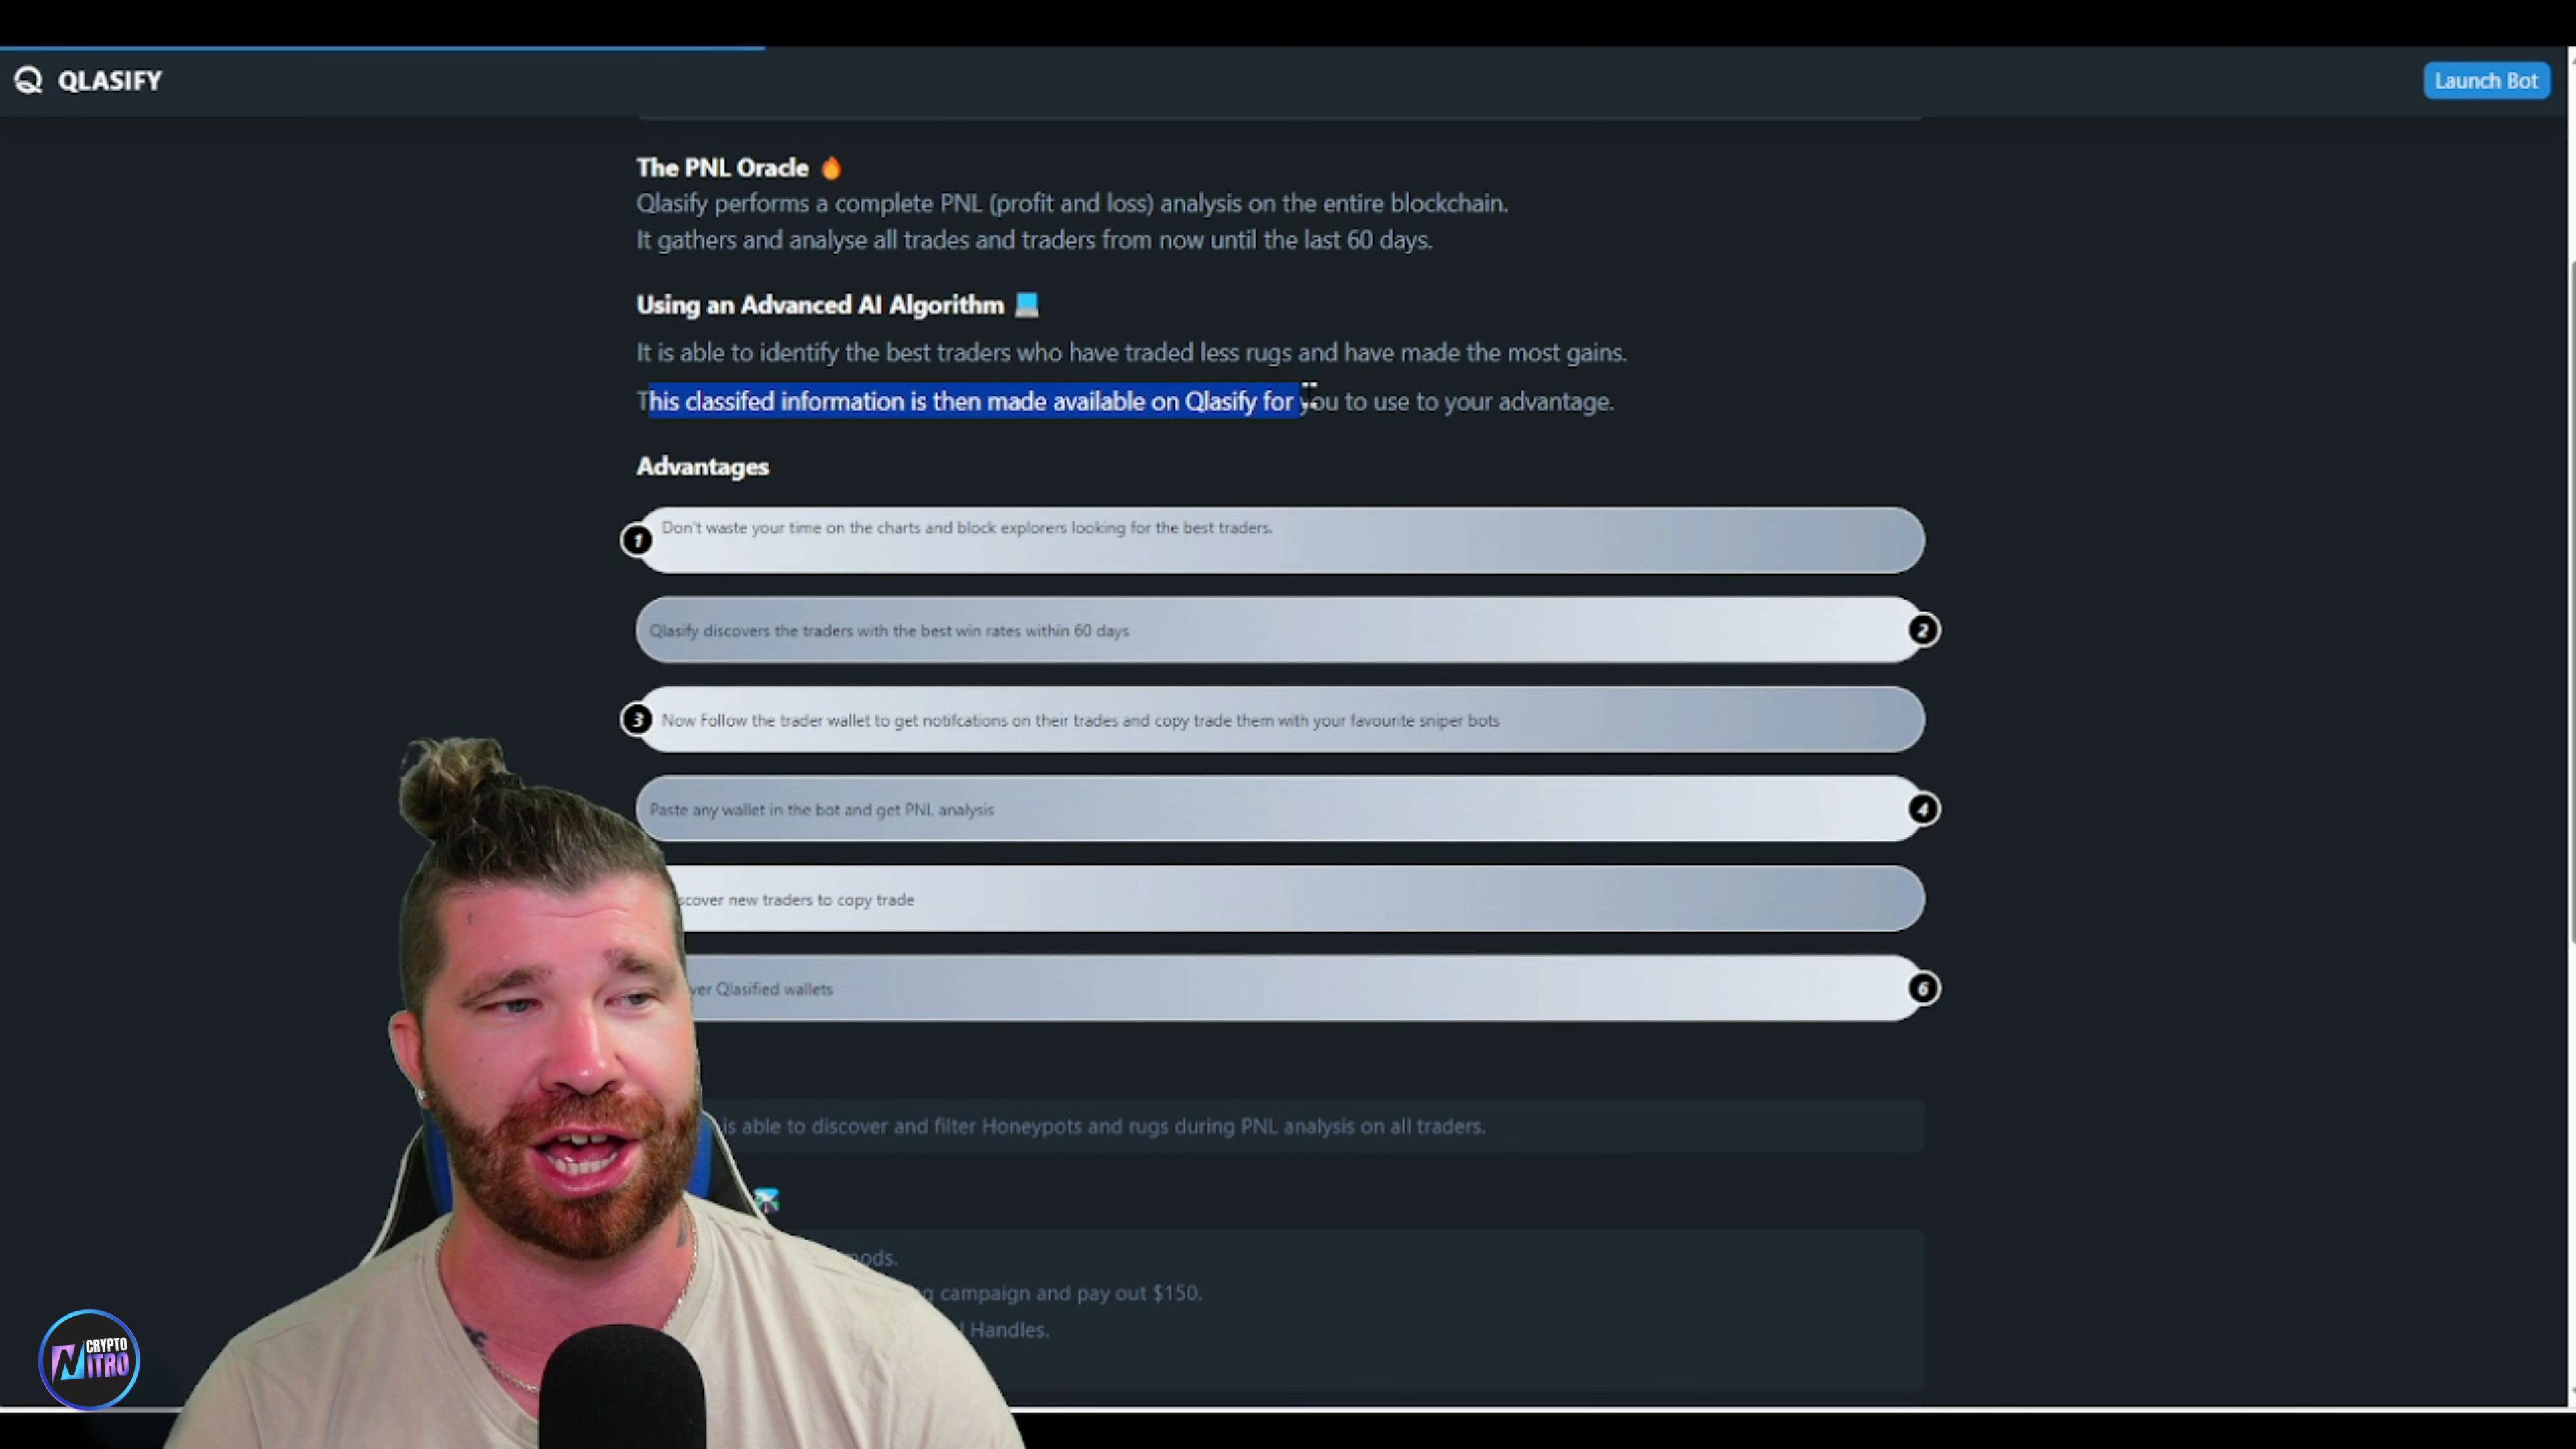 QLASIFY
Launch Bot
The PNL Oracle 🔥
Qlasify performs a complete PNL (profit and loss) analysis on the entire blockchain.
It gathers and analyse all trades and traders from now until the last 60 days.
Using an Advanced AI Algorithm 💻
It is able to identify the best traders who have traded less rugs and have made the most gains.
This classifed information is then made available on Qlasify for you to use to your advantage.
Advantages
1 Don't waste your time on the charts and block explorers looking for the best traders.
Qlasify discovers the traders with the best win rates within 60 days 2
3 Now Follow the trader wallet to get notifcations on their trades and copy trade them with your favourite sniper bots
Paste any wallet in the bot and get PNL analysis 4
new traders to copy trade
Qlasified wallets 6
is able to discover and filter Honeypots and rugs during PNL analysis on all traders.
campaign and pay out $150.
Handles.
CRYPTO
NITRO